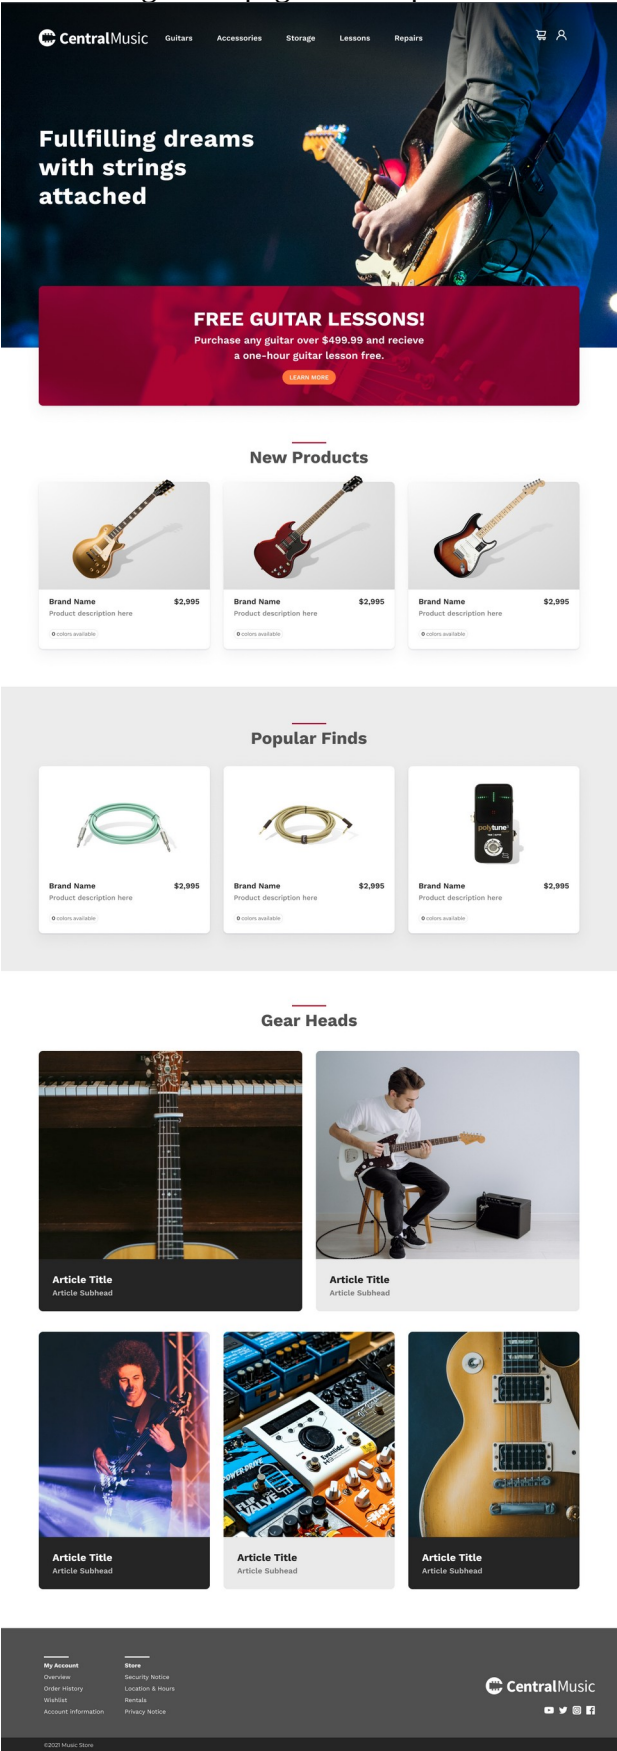 CentralMusic Guitars Accessories Storage Lessons Repairs
Fullfilling dreams
with strings
attached
FREE GUITAR LESSONS!
Purchase any guitar over $499.99 and recieve
a one-hour guitar lesson free.
LEARN MORE
New Products
Brand Name $2,995
Product description here
0 colors available
Brand Name $2,995
Product description here
0 colors available
Brand Name $2,995
Product description here
0 colors available
Popular Finds
polytune
Brand Name $2,995
Product description here
0 colors available
Brand Name $2,995
Product description here
0 colors available
Brand Name $2,995
Product description here
0 colors available
Gear Heads
Article Title
Article Subhead
Article Title
Article Subhead
POWER DRIVE
Eventide
H9
FLIP
VALVE
Article Title
Article Subhead
Article Title
Article Subhead
Article Title
Article Subhead
My Account
Overview
Order History
Wishlist
Account information
Store
Security Notice
Location & Hours
Rentals
Privacy Notice
CentralMusic
©2021 Music Store